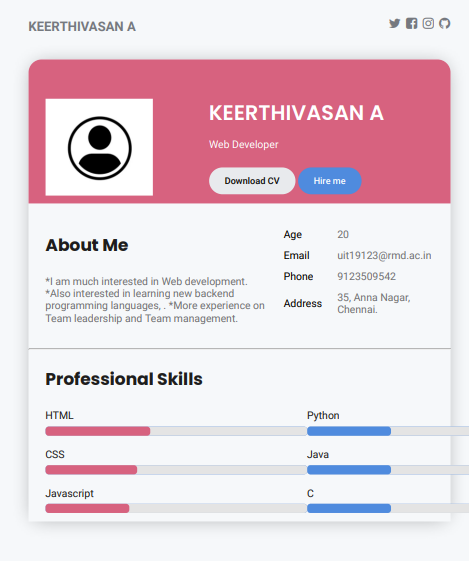 KEERTHIVASAN A
KEERTHIVASAN A
Web Developer
Download CV
Hire me
About Me
*I am much interested in Web development.
*Also interested in learning new backend
programming languages, . *More experience on
Team leadership and Team management.
Age 20
Email uit19123@rmd.ac.in
Phone 9123509542
Address 35, Anna Nagar,
Chennai.
Professional Skills
HTML
Python
CSS
Java
Javascript
C